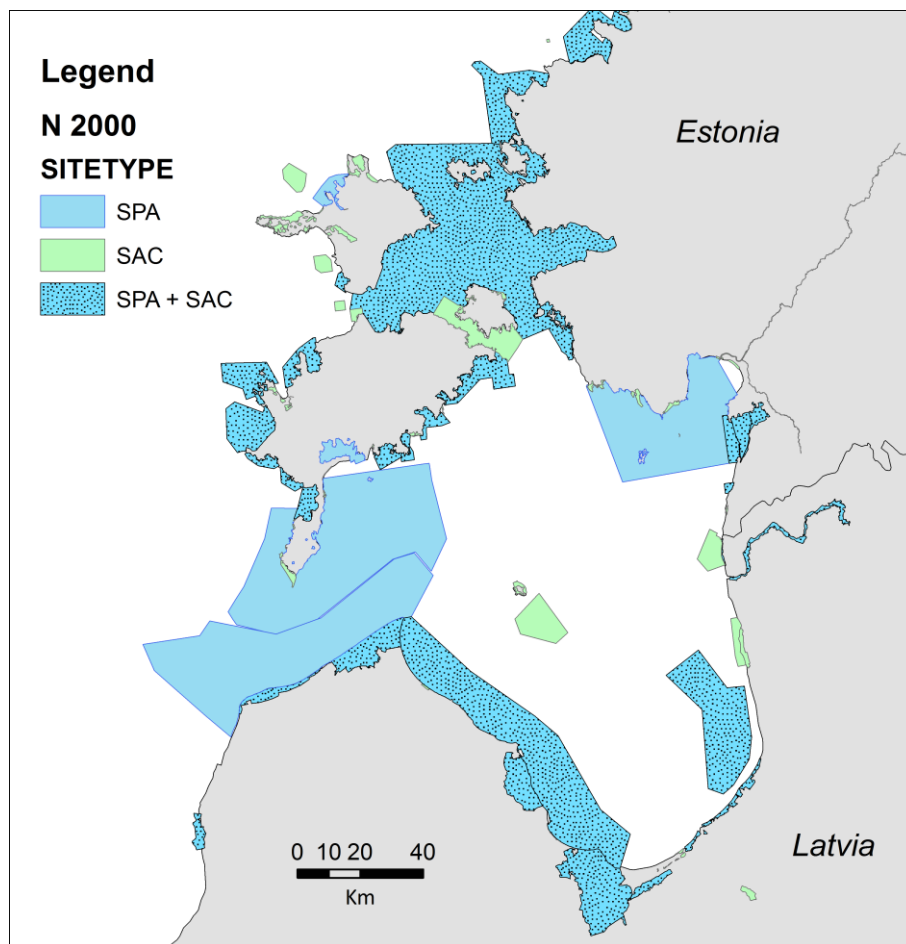 Legend
N 2000
SITETYPE
SPA
SAC
SPA + SAC
Estonia
Latvia
0 10 20 40
Km